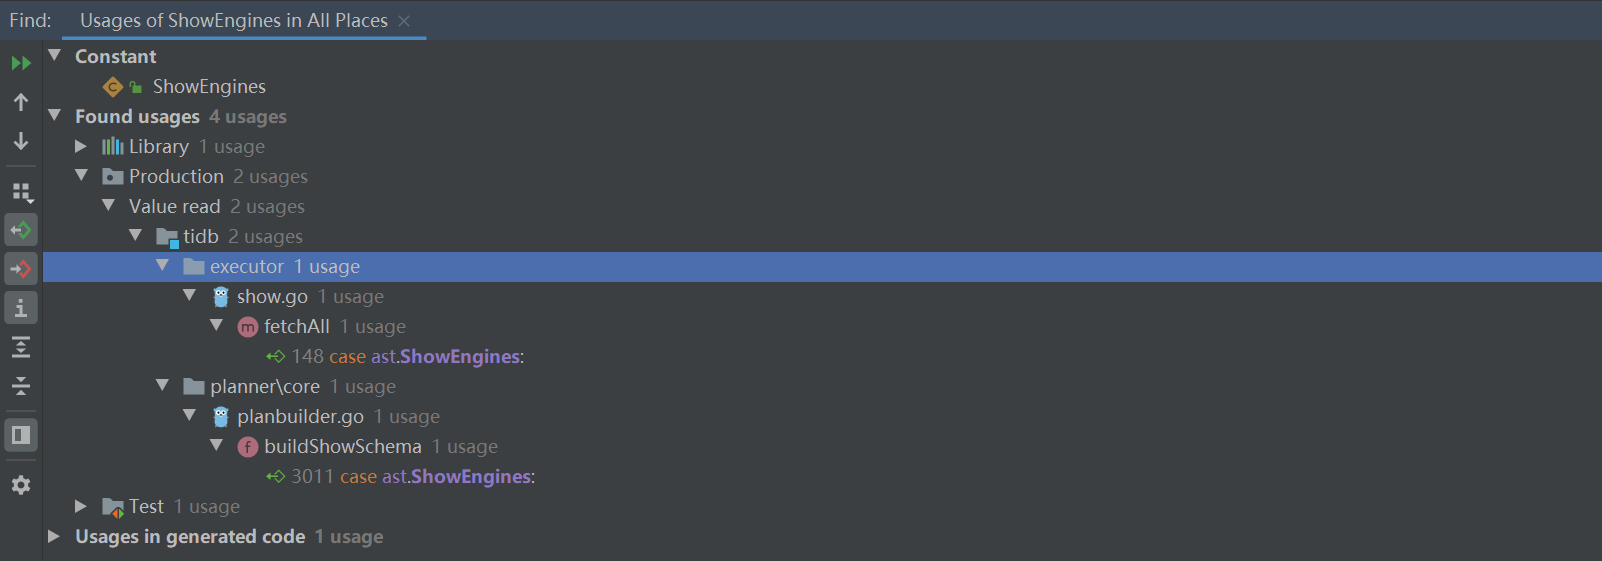 Find: Usages of ShowEngines in All Places
Constant
ShowEngines
Found usages 4 usages
Library 1 usage
Production 2 usages
Value read 2 usages
tidb 2 usages
executor 1 usage
show.go 1 usage
fetchAll 1 usage
148 case ast.ShowEngines:
planner\core 1 usage
planbuilder.go 1 usage
buildShowSchema 1 usage
3011 case ast.ShowEngines:
Test 1 usage
Usages in generated code 1 usage